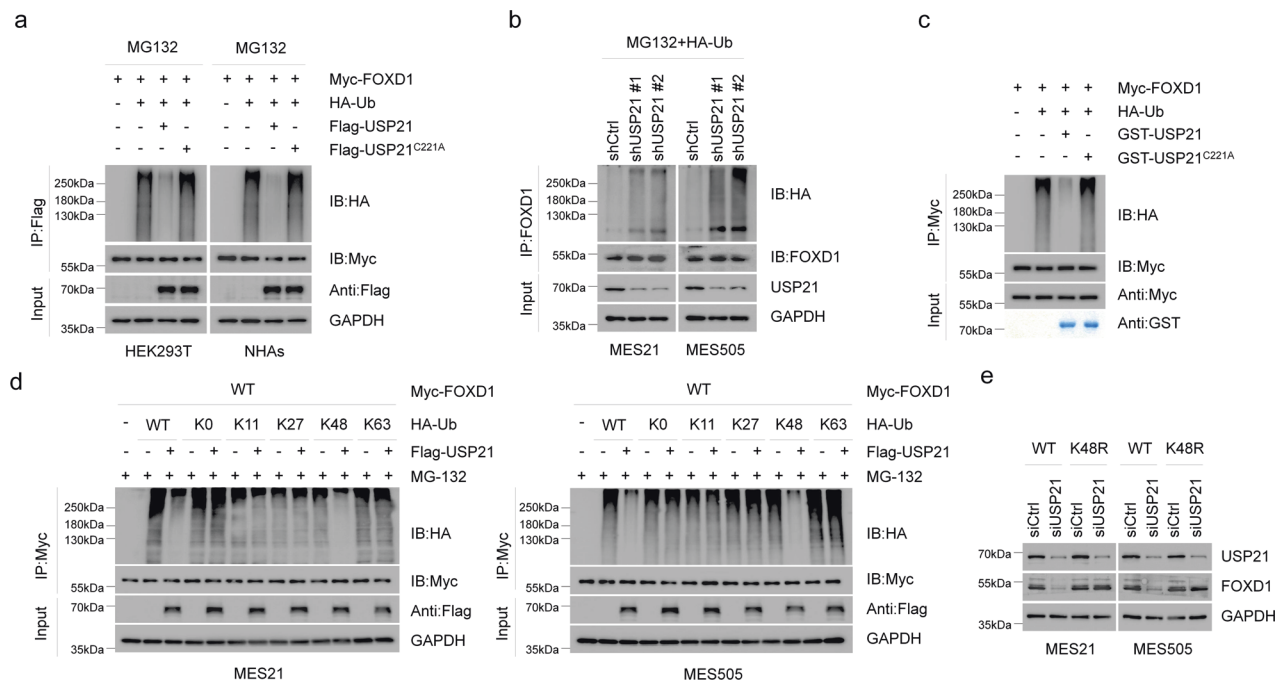 a
MG132 MG132
+ + + + + + + + Myc-FOXD1
- + + + - + + + HA-Ub
- - + - - - + - Flag-USP21
- - - + - - - + Flag-USP21C221A
IP:Flag
250kDa
180kDa
130kDa
IB:HA
55kDa
IB:Myc
Input
70kDa
Anti:Flag
35kDa
GAPDH
HEK293T NHAs
b
MG132+HA-Ub
shCtrl shUSP21 #1 shUSP21 #2 shCtrl shUSP21 #1 shUSP21 #2
IP:FOXD1
250kDa
180kDa
130kDa
IB:HA
55kDa
IB:FOXD1
Input
70kDa
USP21
35kDa
GAPDH
MES21 MES505
c
+ + + + Myc-FOXD1
- + + + HA-Ub
- - + - GST-USP21
- - - + GST-USP21C221A
IP:Myc
250kDa
180kDa
130kDa
IB:HA
55kDa
IB:Myc
Input
55kDa
Anti:Myc
70kDa
Anti:GST
d
WT Myc-FOXD1
- WT K0 K11 K27 K48 K63 HA-Ub
- - + - + - + - + - + - + Flag-USP21
+ + + + + + + + + + + + + MG-132
IP:Myc
250kDa
180kDa
130kDa
IB:HA
55kDa
IB:Myc
Input
70kDa
Anti:Flag
35kDa
GAPDH
MES21
WT Myc-FOXD1
- WT K0 K11 K27 K48 K63 HA-Ub
- - + - + - + - + - + - + Flag-USP21
+ + + + + + + + + + + + + MG-132
IP:Myc
250kDa
180kDa
130kDa
IB:HA
55kDa
IB:Myc
Input
70kDa
Anti:Flag
35kDa
GAPDH
MES505
e
WT K48R WT K48R
siCtrl siUSP21 siCtrl siUSP21 siCtrl siUSP21 siCtrl siUSP21
70kDa
USP21
55kDa
FOXD1
35kDa
GAPDH
MES21 MES505